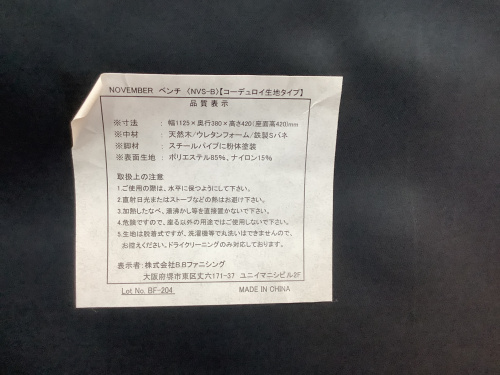 NOVEMBER ベンチ (NVS-B)【コーデュロイ生地タイプ】
品質表示
※寸法 : 幅1125×奥行380×高さ420(座面高420)mm
※中材 : 天然木/ウレタンフォーム/鉄製Sバネ
※脚材 : スチールパイプに粉体塗装
※表面生地 : ポリエステル85%、ナイロン15%
取扱上の注意
1.ご使用の際は、水平に保つようにして下さい。
2.直射日光またはストーブなどの熱はお避け下さい。
3.加熱したなべ、湯沸かし等を直接置かないで下さい。
4.危険ですので、座る以外の用途ではご使用しないで下さい。
5.生地は脱着式ですが、洗濯機等で丸洗いはできませんので、
お控えください。ドライクリーニングのみ対応しております。
表示者:株式会社B.Bファニシング
大阪府堺市東区丈六171-37 ユニイマニシビル2F
Lot No. BF-204 MADE IN CHINA